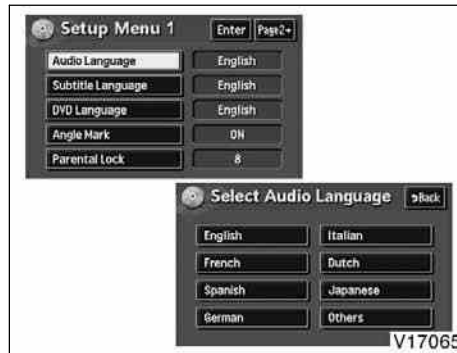 Setup Menu 1 Enter Page2→
Audio Language English
Subtitle Language English
DVD Language English
Angle Mark ON
Parental Lock 8
Select Audio Language Back
English Italian
French Dutch
Spanish Japanese
German Others
V17065